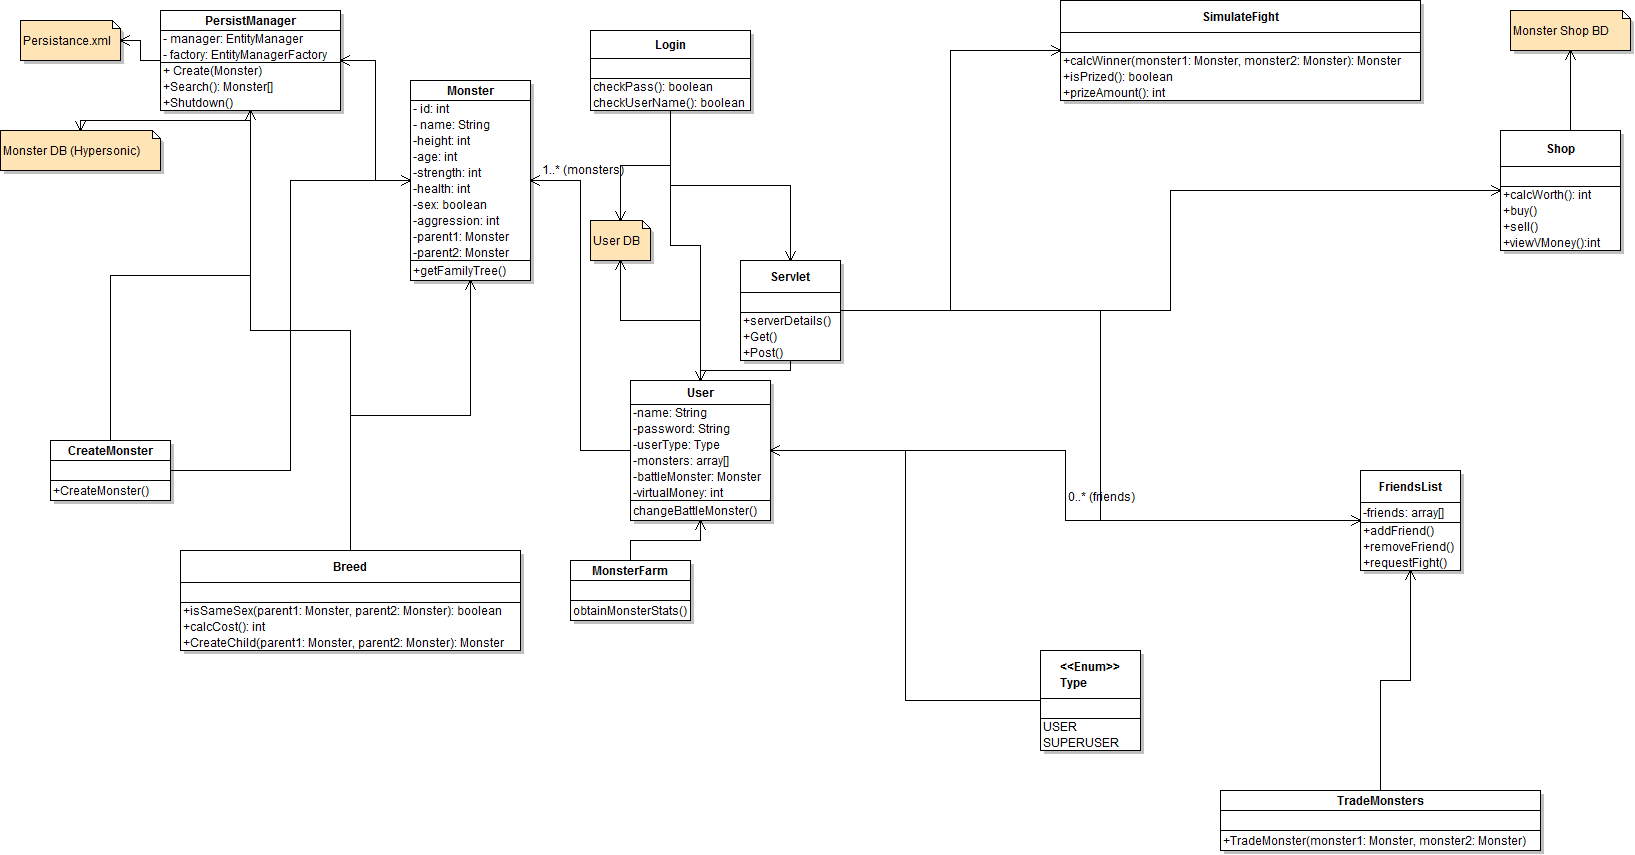 PersistManager
- manager: EntityManager
- factory: EntityManagerFactory
+ Create(Monster)
+Search(): Monster[]
+Shutdown()
Persistance.xml
Monster DB (Hypersonic)
Monster
- id: int
- name: String
-height: int
-age: int
-strength: int
-health: int
-sex: boolean
-aggression: int
-parent1: Monster
-parent2: Monster
+getFamilyTree()
Login
checkPass(): boolean
checkUserName(): boolean
1..* (monsters)
User DB
Servlet
+serverDetails()
+Get()
+Post()
SimulateFight
+calcWinner(monster1: Monster, monster2: Monster): Monster
+isPrized(): boolean
+prizeAmount(): int
Monster Shop BD
Shop
+calcWorth(): int
+buy()
+sell()
+viewVMoney():int
User
-name: String
-password: String
-userType: Type
-monsters: array[]
-battleMonster: Monster
-virtualMoney: int
changeBattleMonster()
CreateMonster
+CreateMonster()
0..* (friends)
FriendsList
-friends: array[]
+addFriend()
+removeFriend()
+requestFight()
Breed
+isSameSex(parent1: Monster, parent2: Monster): boolean
+calcCost(): int
+CreateChild(parent1: Monster, parent2: Monster): Monster
MonsterFarm
obtainMonsterStats()
<<Enum>>
Type
USER
SUPERUSER
TradeMonsters
+TradeMonster(monster1: Monster, monster2: Monster)